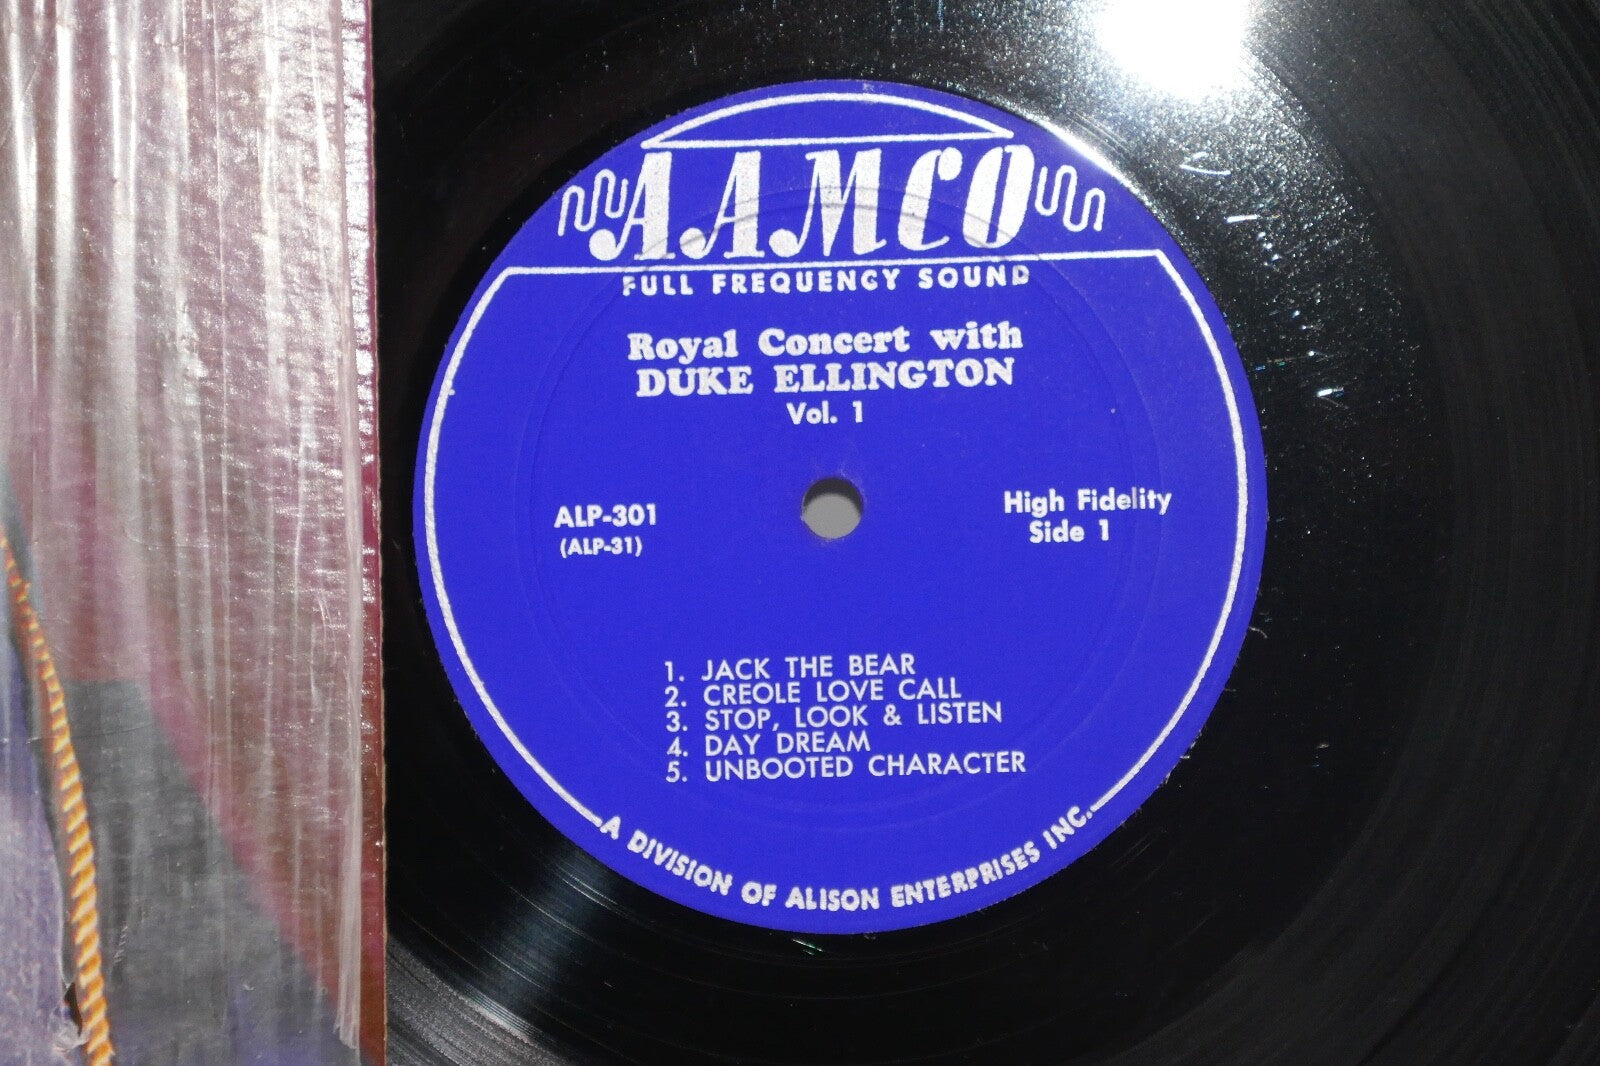 AAMCO
FULL FREQUENCY SOUND
Royal Concert with
DUKE ELLINGTON
Vol. 1
ALP-301
(ALP-31)
High Fidelity
Side 1
1. JACK THE BEAR
2. CREOLE LOVE CALL
3. STOP, LOOK & LISTEN
4. DAY DREAM
5. UNBOOTED CHARACTER
A DIVISION OF ALISON ENTERPRISES INC.